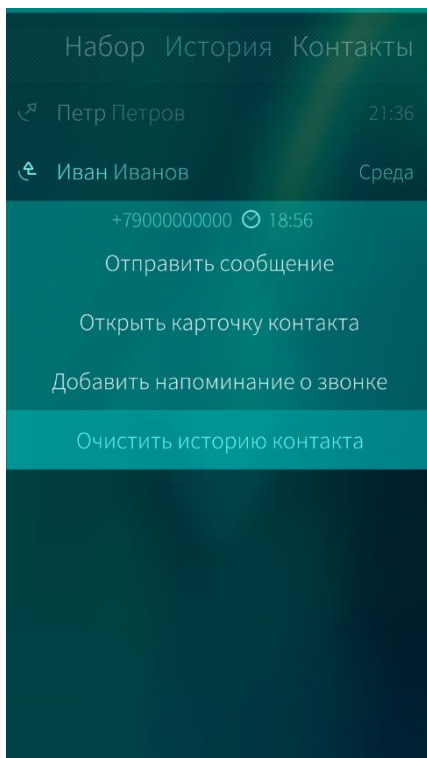 Набор История Контакты
Петр Петров 21:36
Иван Иванов Среда
+79000000000 18:56
Отправить сообщение
Открыть карточку контакта
Добавить напоминание о звонке
Очистить историю контакта